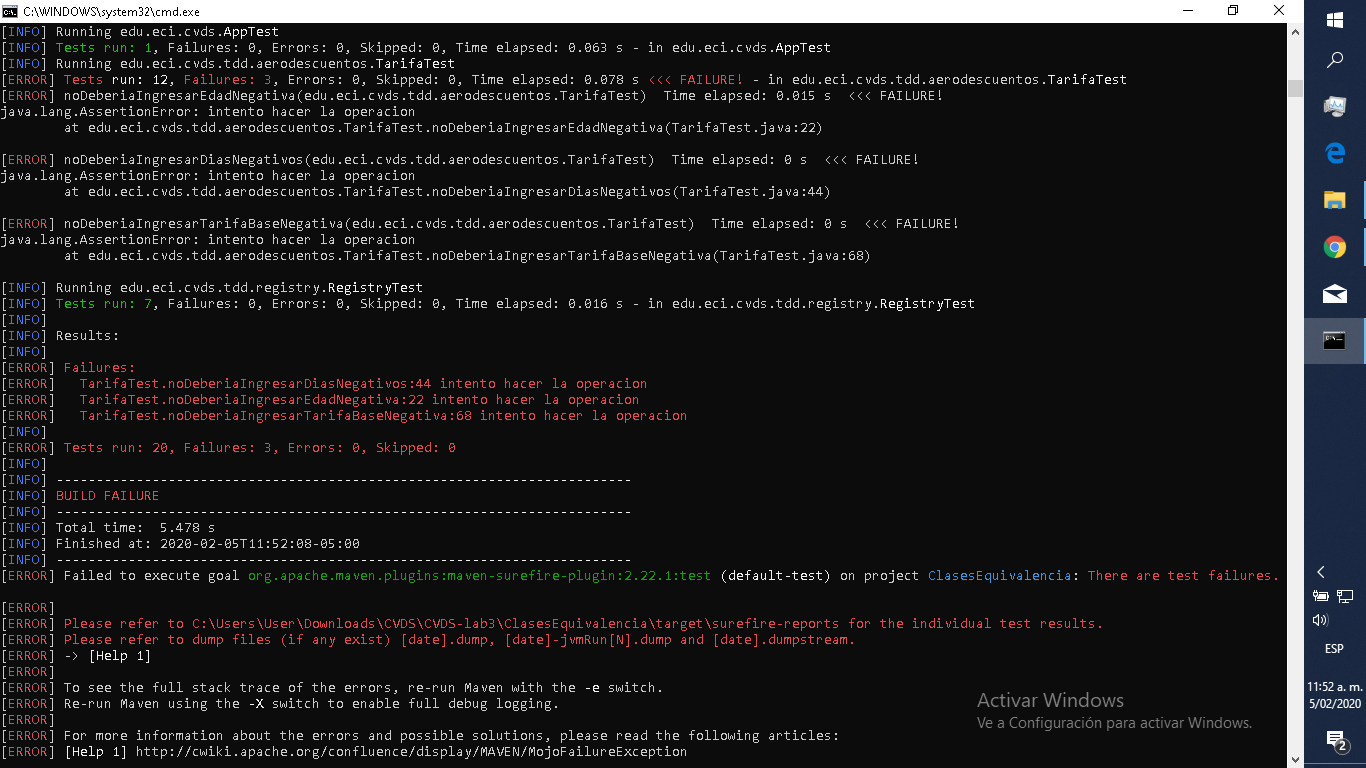 C:\WINDOWS\system32\cmd.exe
[INFO] Running edu.eci.cvds.AppTest
[INFO] Tests run: 1, Failures: 0, Errors: 0, Skipped: 0, Time elapsed: 0.063 s - in edu.eci.cvds.AppTest
[INFO] Running edu.eci.cvds.tdd.aerodescuentos.TarifaTest
[ERROR] Tests run: 12, Failures: 3, Errors: 0, Skipped: 0, Time elapsed: 0.078 s <<< FAILURE! - in edu.eci.cvds.tdd.aerodescuentos.TarifaTest
[ERROR] noDeberiaIngresarEdadNegativa(edu.eci.cvds.tdd.aerodescuentos.TarifaTest)  Time elapsed: 0.015 s  <<< FAILURE!
java.lang.AssertionError: intento hacer la operacion
        at edu.eci.cvds.tdd.aerodescuentos.TarifaTest.noDeberiaIngresarEdadNegativa(TarifaTest.java:22)
[ERROR] noDeberiaIngresarDiasNegativos(edu.eci.cvds.tdd.aerodescuentos.TarifaTest)  Time elapsed: 0 s  <<< FAILURE!
java.lang.AssertionError: intento hacer la operacion
        at edu.eci.cvds.tdd.aerodescuentos.TarifaTest.noDeberiaIngresarDiasNegativos(TarifaTest.java:44)
[ERROR] noDeberiaIngresarTarifaBaseNegativa(edu.eci.cvds.tdd.aerodescuentos.TarifaTest)  Time elapsed: 0 s  <<< FAILURE!
java.lang.AssertionError: intento hacer la operacion
        at edu.eci.cvds.tdd.aerodescuentos.TarifaTest.noDeberiaIngresarTarifaBaseNegativa(TarifaTest.java:68)
[INFO] Running edu.eci.cvds.tdd.registry.RegistryTest
[INFO] Tests run: 7, Failures: 0, Errors: 0, Skipped: 0, Time elapsed: 0.016 s - in edu.eci.cvds.tdd.registry.RegistryTest
[INFO]
[INFO] Results:
[INFO]
[ERROR] Failures:
[ERROR]   TarifaTest.noDeberiaIngresarDiasNegativos:44 intento hacer la operacion
[ERROR]   TarifaTest.noDeberiaIngresarEdadNegativa:22 intento hacer la operacion
[ERROR]   TarifaTest.noDeberiaIngresarTarifaBaseNegativa:68 intento hacer la operacion
[INFO]
[ERROR] Tests run: 20, Failures: 3, Errors: 0, Skipped: 0
[INFO]
[INFO] ------------------------------------------------------------------------
[INFO] BUILD FAILURE
[INFO] ------------------------------------------------------------------------
[INFO] Total time:  5.478 s
[INFO] Finished at: 2020-02-05T11:52:08-05:00
[INFO] ------------------------------------------------------------------------
[ERROR] Failed to execute goal org.apache.maven.plugins:maven-surefire-plugin:2.22.1:test (default-test) on project ClasesEquivalencia: There are test failures.
[ERROR]
[ERROR] Please refer to C:\Users\User\Downloads\CVDS\CVDS-lab3\ClasesEquivalencia\target\surefire-reports for the individual test results.
[ERROR] Please refer to dump files (if any exist) [date].dump, [date]-jvmRun[N].dump and [date].dumpstream.
[ERROR] -> [Help 1]
[ERROR]
[ERROR] To see the full stack trace of the errors, re-run Maven with the -e switch.
[ERROR] Re-run Maven using the -X switch to enable full debug logging.
[ERROR]
[ERROR] For more information about the errors and possible solutions, please read the following articles:
[ERROR] [Help 1] http://cwiki.apache.org/confluence/display/MAVEN/MojoFailureException
Activar Windows
Ve a Configuración para activar Windows.
ESP
11:52 a. m.
5/02/2020
2